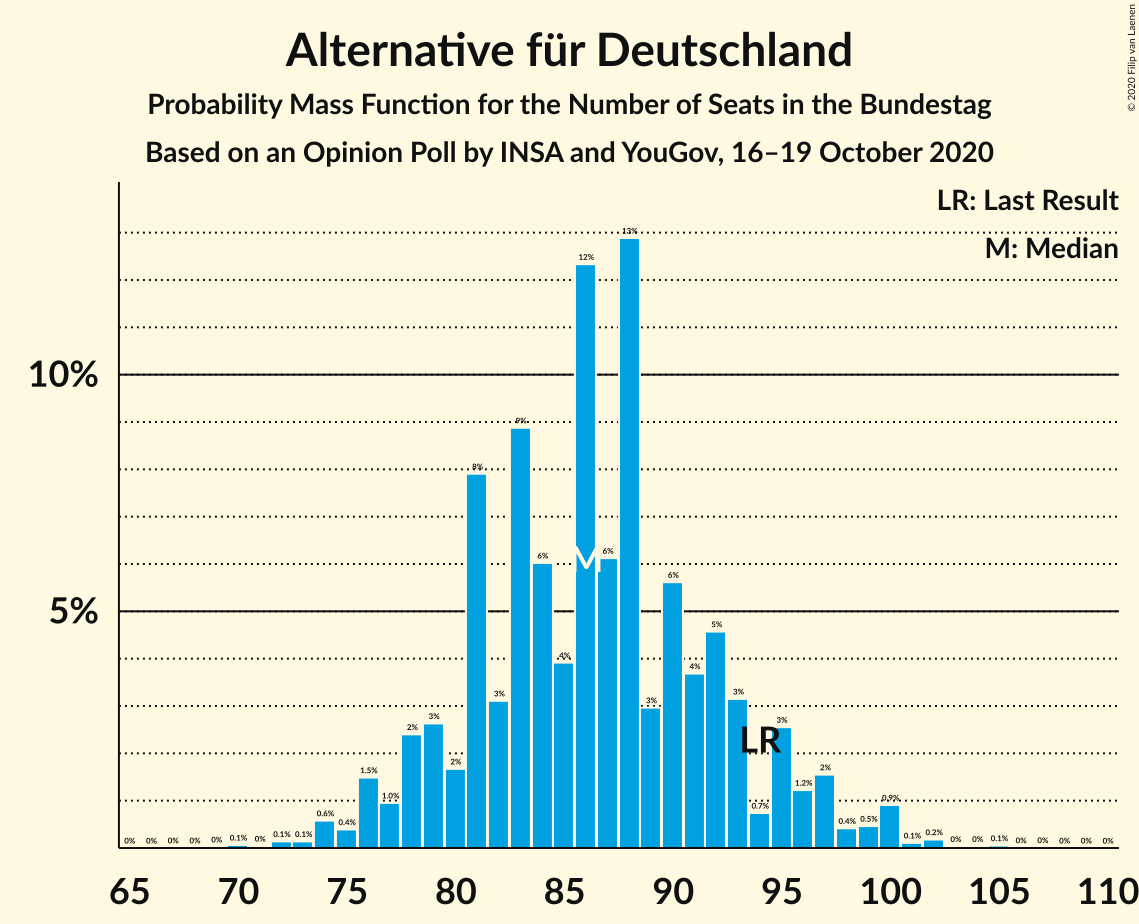 Alternative für Deutschland
Probability Mass Function for the Number of Seats in the Bundestag
Based on an Opinion Poll by INSA and YouGov, 16–19 October 2020
© 2020 Filip van Laenen
LR: Last Result
M: Median
10%
5%
0% 0% 0% 0% 0% 0.1% 0% 0.1% 0.1% 0.6% 0.4% 1.5% 1.0% 2% 3% 2% 8% 3% 9% 6% 4% 12% 6% 13% 3% 6% 4% 5% 3% 0.7% 3% 1.2% 2% 0.4% 0.5% 0.9% 0.1% 0.2% 0% 0% 0.1% 0% 0% 0% 0% 0%
M
LR
65 70 75 80 85 90 95 100 105 110